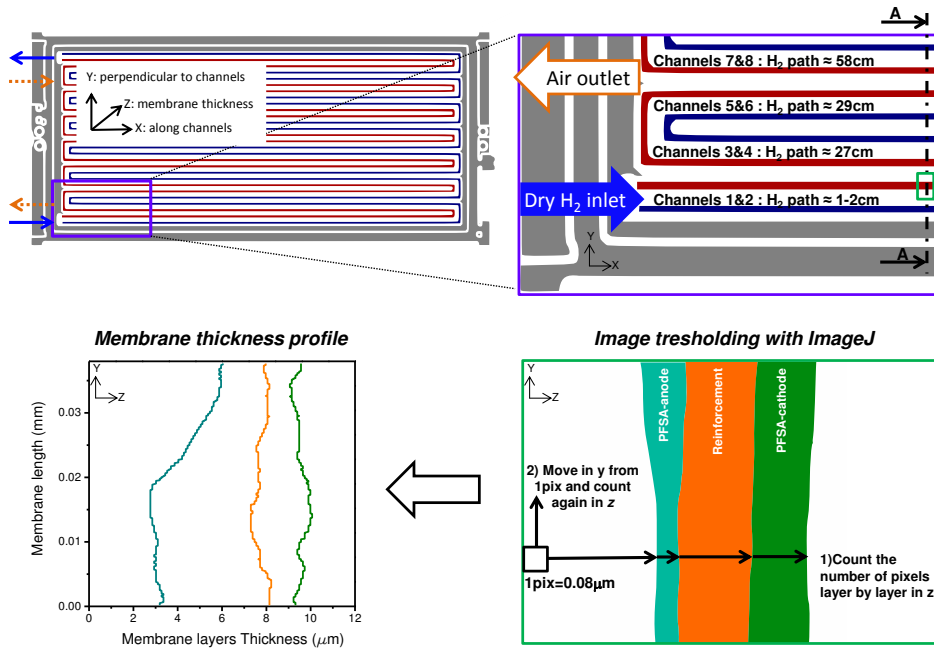 Y: perpendicular to channels
Z: membrane thickness
X: along channels
A
Channels 7&8 : H2 path ≈ 58cm
Air outlet
Channels 5&6 : H2 path ≈ 29cm
Channels 3&4 : H2 path ≈ 27cm
Dry H2 inlet
Channels 1&2 : H2 path ≈ 1-2cm
Y
X
A
Membrane thickness profile
Y
Z
0.03
0.02
0.01
0.00
Membrane length (mm)
0 2 4 6 8 10 12
Membrane layers Thickness (μm)
Image tresholding with ImageJ
Y
Z
PFSA-anode
Reinforcement
PFSA-cathode
2) Move in y from
1pix and count
again in z
1pix=0.08μm
1)Count the
number of pixels
layer by layer in z